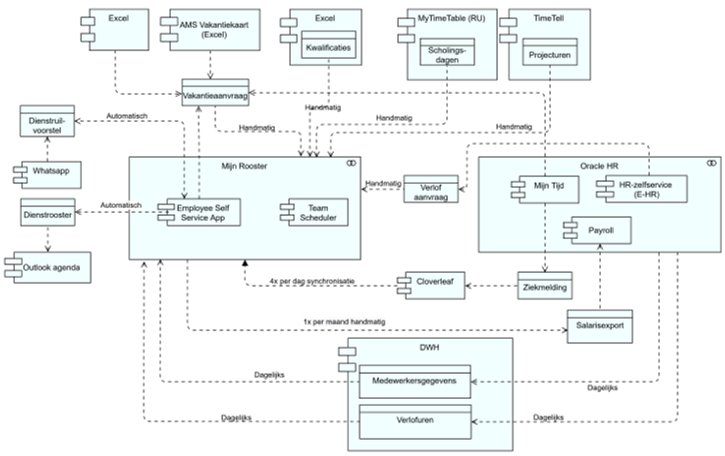 Excel
AMS Vakantiekaart
(Excel)
Excel
Kwalificaties
MyTimeTable (RU)
Scholings-
dagen
TimeTell
Projecturen
Vakantieaanvraag
Handmatig
Handmatig
Handmatig
Handmatig
Dienstruil-
voorstel
Automatisch
Whatsapp
Dienstrooster
Automatisch
Outlook agenda
Mijn Rooster
Employee Self
Service App
Team
Scheduler
Handmatig
Verlof
aanvraag
Oracle HR
Mijn Tijd
HR-zelfservice
(E-HR)
Payroll
4x per dag synchronisatie
Cloverleaf
Ziekmelding
1x per maand handmatig
Salarisexport
DWH
Dagelijks
Medewerkersgegevens
Dagelijks
Dagelijks
Verlofuren
Dagelijks